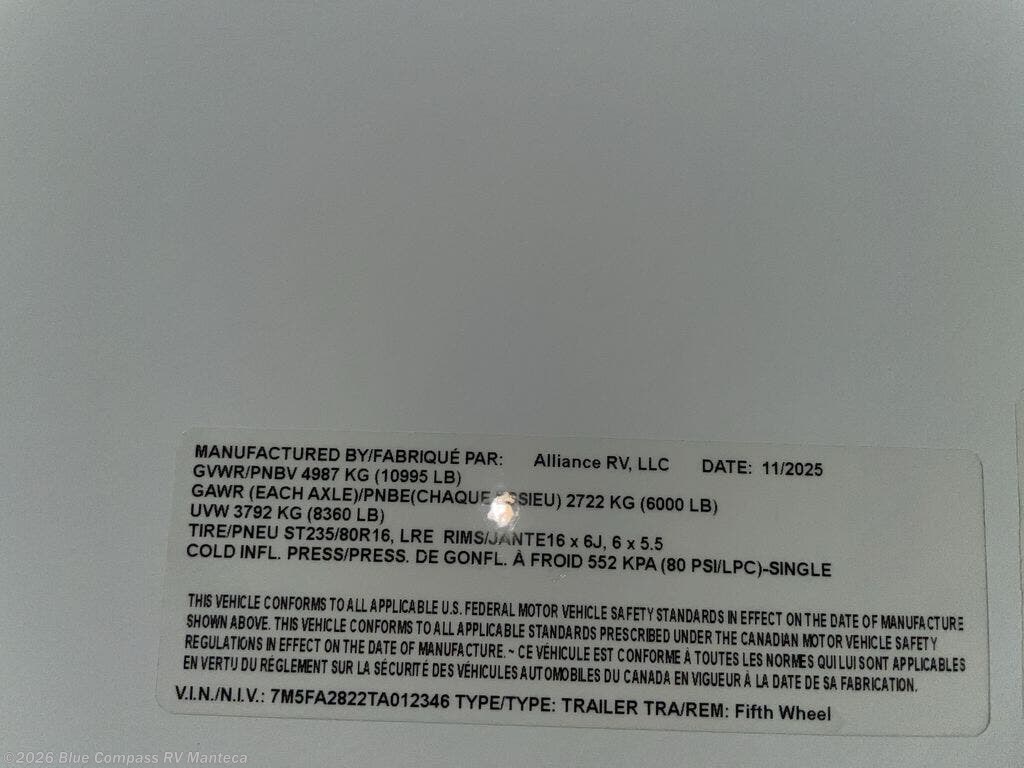 MANUFACTURED BY/FABRIQUÉ PAR: Alliance RV, LLC DATE: 11/2025
GVWR/PNBV 4987 KG (10995 LB)
GAWR (EACH AXLE)/PNBE(CHAQUE SSIEU) 2722 KG (6000 LB)
UVW 3792 KG (8360 LB)
TIRE/PNEU ST235/80R16, LRE RIMS/JANTE16 x 6J, 6 x 5.5
COLD INFL. PRESS/PRESS. DE GONFL. À FROID 552 KPA (80 PSI/LPC)-SINGLE
THIS VEHICLE CONFORMS TO ALL APPLICABLE U.S. FEDERAL MOTOR VEHICLE SAFETY STANDARDS IN EFFECT ON THE DATE OF MANUFACTURE
SHOWN ABOVE. THIS VEHICLE CONFORMS TO ALL APPLICABLE STANDARDS PRESCRIBED UNDER THE CANADIAN MOTOR VEHICLE SAFETY
REGULATIONS IN EFFECT ON THE DATE OF MANUFACTURE. ~ CE VÉHICULE EST CONFORME À TOUTES LES NORMES QUI LUI SONT APPLICABLES
EN VERTU DU RÉGLEMENT SUR LA SÉCURITÉ DES VÉHICULES AUTOMOBILES DU CANADA EN VIGUEUR À LA DATE DE SA FABRICATION.
V.I.N./N.I.V.: 7M5FA2822TA012346 TYPE/TYPE: TRAILER TRA/REM: Fifth Wheel
©2026 Blue Compass RV Manteca